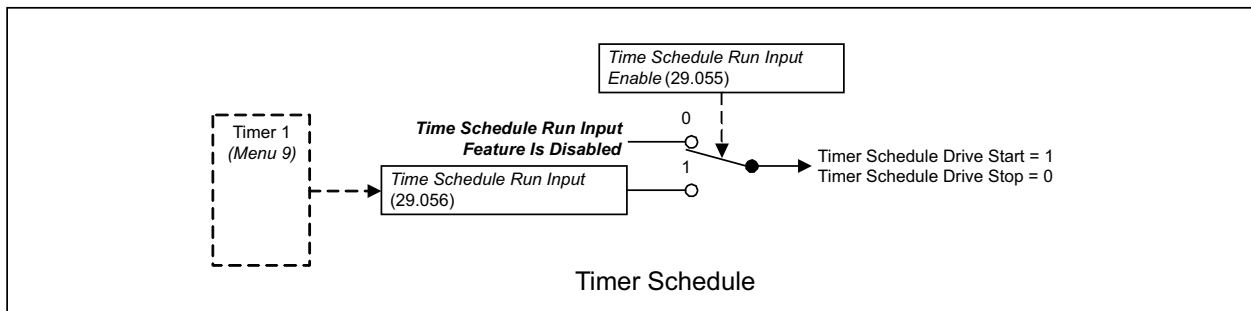 Time Schedule Run Input
Enable (29.055)
Timer 1
(Menu 9)
0
Time Schedule Run Input
Feature Is Disabled
1
Time Schedule Run Input
(29.056)
Timer Schedule Drive Start = 1
Timer Schedule Drive Stop = 0
Timer Schedule